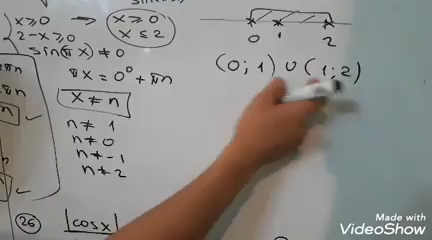 x ⩾ 0 → x ⩾ 0
2-x ⩾ 0 x ⩽ 2
sin(πx) ≠ 0
πx = 0° + πn
x ≠ n
n ≠ 1
n ≠ 0
n ≠ -1
n ≠ 2
0 1 2
(0; 1) ∪ (1; 2)
26 |cosx|
Made with
VideoShow